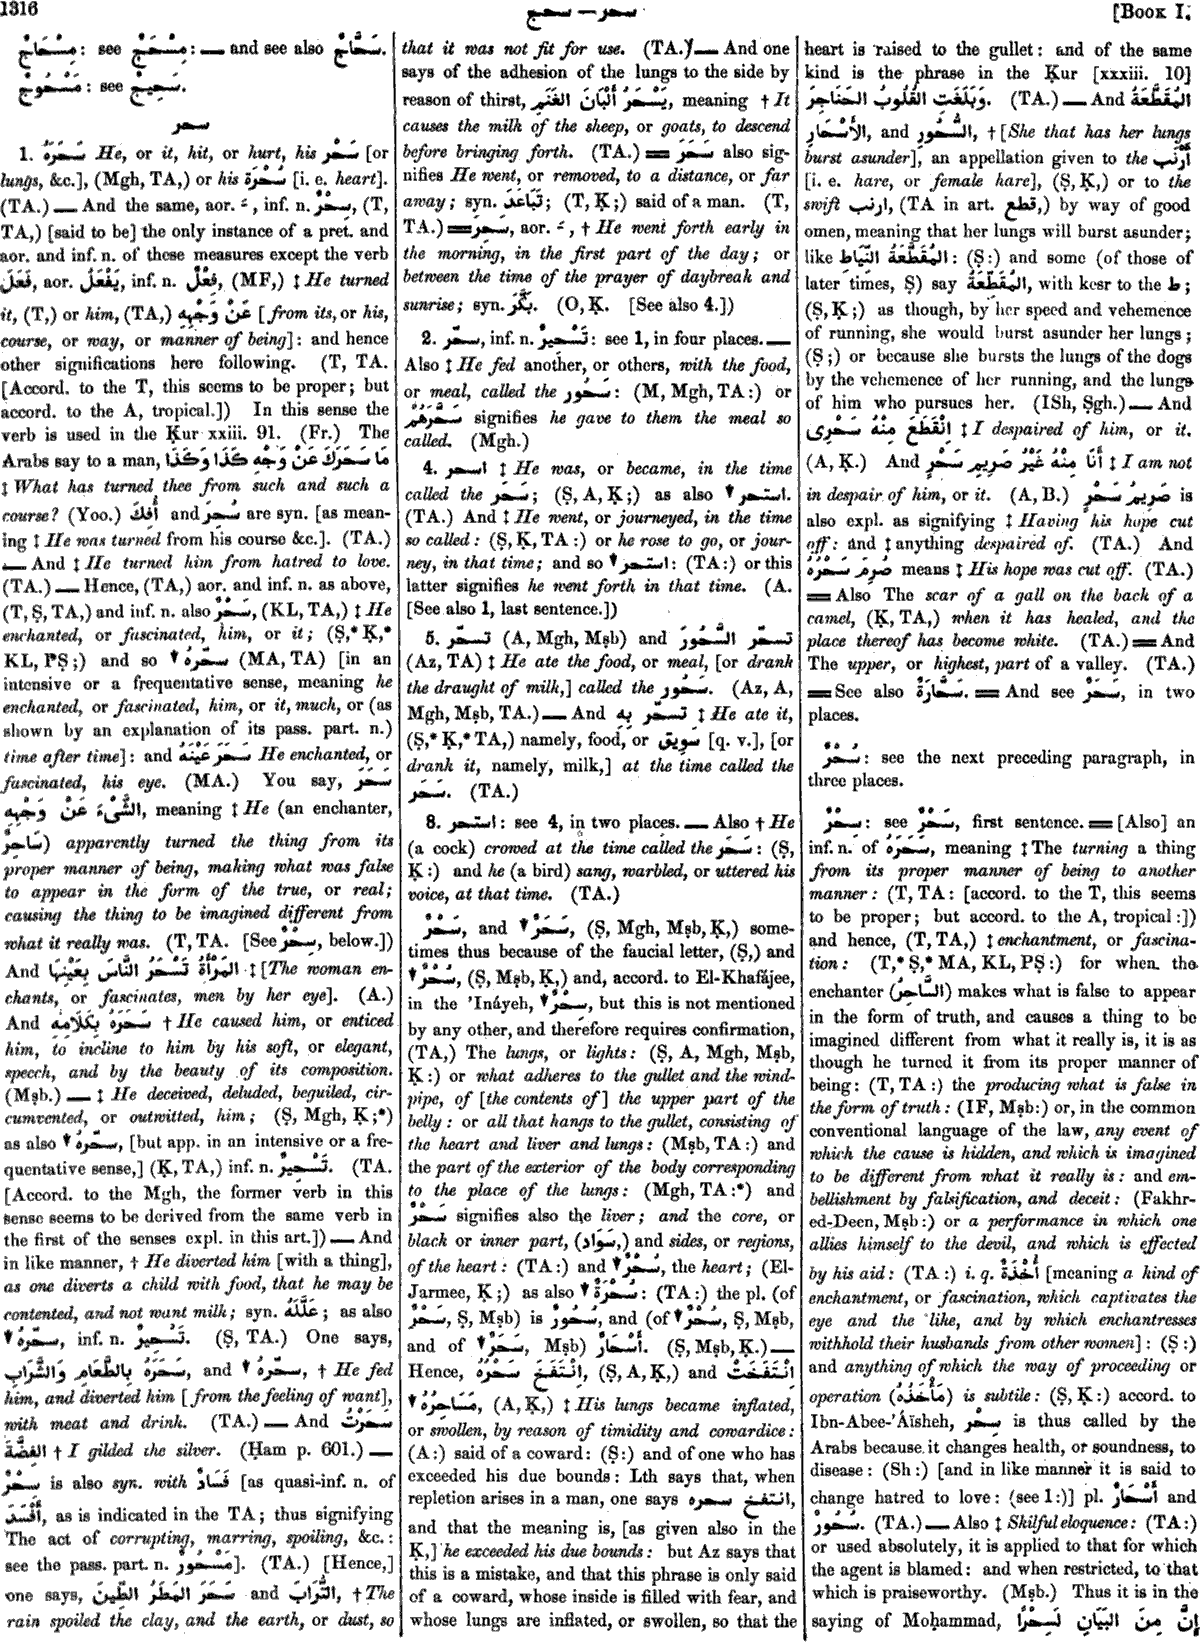 1316
سحج — سحر
[BOOK I.
مِسْحَاجٌ: see مِسْحَجٌ: — and see also سَحَّاجٌ.
مَسْحُوجٌ: see سَحِيجٌ.
سحر
1. سَحَرَهُ He, or it, hit, or hurt, his سَحْر [or
lungs, &c.], (Mgh, TA,) or his سُحْرَة [i. e. heart].
(TA.) — And the same, aor. ـَ, inf. n. سِحْرٌ, (T,
TA,) [said to be] the only instance of a pret. and
aor. and inf. n. of these measures except the verb
فَعَلَ, aor. يَفْعَلُ, inf. n. فِعْلٌ, (MF,) ‡ He turned
it, (T,) or him, (TA,) عَنْ وَجْهِهِ [from its, or his,
course, or way, or manner of being]: and hence
other significations here following. (T, TA.
[Accord. to the T, this seems to be proper; but
accord. to the A, tropical.]) In this sense the
verb is used in the Ḳur xxiii. 91. (Fr.) The
Arabs say to a man, مَا سَحَرَكَ عَنْ وَجْهِ كَذَا وَكَذَا
‡ What has turned thee from such and such a
course? (Yoo.) أُفِكَ and سُحِرَ are syn. [as mean-
ing ‡ He was turned from his course &c.]. (TA.)
— And ‡ He turned him from hatred to love.
(TA.) — Hence, (TA,) aor. and inf. n. as above,
(T, Ṣ, TA,) and inf. n. also سَحْرٌ, (KL, TA,) ‡ He
enchanted, or fascinated, him, or it; (Ṣ,* Ḳ,*
KL, PṢ;) and so ▼ سحّرهُ (MA, TA) [in an
intensive or a frequentative sense, meaning he
enchanted, or fascinated, him, or it, much, or (as
shown by an explanation of its pass. part. n.)
time after time]: and سَحَرَ عَيْنَهُ He enchanted, or
fascinated, his eye. (MA.) You say, سَحَرَ
الشَّىْءَ عَنْ وَجْهِهِ, meaning ‡ He (an enchanter,
سَاحِرٌ) apparently turned the thing from its
proper manner of being, making what was false
to appear in the form of the true, or real;
causing the thing to be imagined different from
what it really was. (T, TA. [See سِحْرٌ, below.])
And المَرْأَةُ تَسْحَرُ النَّاسَ بِعَيْنِهَا ‡ [The woman en-
chants, or fascinates, men by her eye]. (A.)
And سَحَرَهُ بِكَلَامِهِ † He caused him, or enticed
him, to incline to him by his soft, or elegant,
speech, and by the beauty of its composition.
(Mṣb.) — ‡ He deceived, deluded, beguiled, cir-
cumvented, or outwitted, him; (Ṣ, Mgh, Ḳ;*)
as also ▼ سحّرهُ, [but app. in an intensive or a fre-
quentative sense,] (Ḳ, TA,) inf. n. تَسْحِيرٌ. (TA.
[Accord. to the Mgh, the former verb in this
sense seems to be derived from the same verb in
the first of the senses expl. in this art.]) — And
in like manner, † He diverted him [with a thing],
as one diverts a child with food, that he may be
contented, and not want milk; syn. عَلَّلَهُ; as also
▼ سحّرهُ, inf. n. تَسْحِيرٌ. (Ṣ, TA.) One says,
سَحَرَهُ بِالطَّعَامِ وَالشَّرَابِ, and ▼ سحّرهُ, † He fed
him, and diverted him [from the feeling of want],
with meat and drink. (TA.) — And سَحَرْتُ
الفِضَّةَ † I gilded the silver. (Ḥam p. 601.) —
سِحْرٌ is also syn. with فَسَادٌ [as quasi-inf. n. of
أَفْسَدَ, as is indicated in the TA; thus signifying
The act of corrupting, marring, spoiling, &c.:
see the pass. part. n. مَسْحُورٌ]. (TA.) [Hence,]
one says, سَحَرَ المَطَرُ الطِّينَ and التُّرَابَ, † The
rain spoiled the clay, and the earth, or dust, so
that it was not fit for use. (TA.) — And one
says of the adhesion of the lungs to the side by
reason of thirst, يَسْحَرُ أَلْبَانَ الغَنَمِ, meaning † It
causes the milk of the sheep, or goats, to descend
before bringing forth. (TA.) = سَحَرَ also sig-
nifies He went, or removed, to a distance, or far
away; syn. تَبَاعَدَ; (T, Ḳ;) said of a man. (T,
TA.) = سَحِرَ, aor. ـَ, † He went forth early in
the morning, in the first part of the day; or
between the time of the prayer of daybreak and
sunrise; syn. بَكَّرَ. (O, Ḳ. [See also 4.])
2. سحّر, inf. n. تَسْحِيرٌ: see 1, in four places. —
Also ‡ He fed another, or others, with the food,
or meal, called the سَحُور: (M, Mgh, TA:) or
سَحَّرَهُمْ signifies he gave to them the meal so
called. (Mgh.)
4. اسحر ‡ He was, or became, in the time
called the سَحَر; (Ṣ, A, Ḳ;) as also ▼ استحر.
(TA.) And ‡ He went, or journeyed, in the time
so called: (Ṣ, Ḳ, TA:) or he rose to go, or jour-
ney, in that time; and so ▼ استحر: (TA:) or this
latter signifies he went forth in that time. (A.
[See also 1, last sentence.])
5. تسحّر (A, Mgh, Mṣb) and تسحّر السَّحُورَ
(Az, TA) ‡ He ate the food, or meal, [or drank
the draught of milk,] called the سَحُور. (Az, A,
Mgh, Mṣb, TA.) — And تسحّر بِهِ ‡ He ate it,
(Ṣ,* Ḳ,* TA,) namely, food, or سَوِيق [q. v.], [or
drank it, namely, milk,] at the time called the
سَحَر. (TA.)
8. استحر: see 4, in two places. — Also † He
(a cock) crowed at the time called the سَحَر: (Ṣ,
Ḳ:) and he (a bird) sang, warbled, or uttered his
voice, at that time. (TA.)
سَحْرٌ, and ▼ سَحَرٌ, (Ṣ, Mgh, Mṣb, Ḳ,) some-
times thus because of the faucial letter, (Ṣ,) and
▼ سُحْرٌ, (Ṣ, Mṣb, Ḳ,) and, accord. to El-Khafájee,
in the 'Ináyeh, ▼ سِحْرٌ, but this is not mentioned
by any other, and therefore requires confirmation,
(TA,) The lungs, or lights: (Ṣ, A, Mgh, Mṣb,
Ḳ:) or what adheres to the gullet and the wind-
pipe, of [the contents of] the upper part of the
belly: or all that hangs to the gullet, consisting of
the heart and liver and lungs: (Mṣb, TA:) and
the part of the exterior of the body corresponding
to the place of the lungs: (Mgh, TA:*) and
سَحْرٌ signifies also the liver; and the core, or
black or inner part, (سَوَاد,) and sides, or regions,
of the heart: (TA:) and ▼ سُحْرٌ, the heart; (El-
Jarmee, Ḳ;) as also ▼ سُحْرَةٌ: (TA:) the pl. (of
سَحْرٌ, Ṣ, Mṣb) is سُحُورٌ, and (of ▼ سُحْرٌ, Ṣ, Mṣb,
and of ▼ سَحَرٌ, Mṣb) أَسْحَارٌ. (Ṣ, Mṣb, Ḳ.) —
Hence, اِنْتَفَخَ سَحْرُهُ, (Ṣ, A, Ḳ,) and اِنْتَفَخَتْ
▼ مَسَاحِرُهُ, (A, Ḳ,) ‡ His lungs became inflated,
or swollen, by reason of timidity and cowardice:
(A:) said of a coward: (Ṣ:) and of one who has
exceeded his due bounds: Lth says that, when
repletion arises in a man, one says انتفخ سحره,
and that the meaning is, [as given also in the
Ḳ,] he exceeded his due bounds: but Az says that
this is a mistake, and that this phrase is only said
of a coward, whose inside is filled with fear, and
whose lungs are inflated, or swollen, so that the
heart is raised to the gullet: and of the same
kind is the phrase in the Ḳur [xxxiii. 10]
وَبَلَغَتِ القُلُوبُ الحَنَاجِرَ. (TA.) — And المُقَطَّعَةُ
الأَسْحَارِ, and السُّحُورِ, † [She that has her lungs
burst asunder], an appellation given to the أَرْنَب
[i. e. hare, or female hare], (Ṣ, Ḳ,) or to the
swift ارنب, (TA in art. قطع,) by way of good
omen, meaning that her lungs will burst asunder;
like المُقَطَّعَةُ النِّيَاطِ: (Ṣ:) and some (of those of
later times, Ṣ) say المُقَطِّعَةُ, with kesr to the ط;
(Ṣ, Ḳ;) as though, by her speed and vehemence
of running, she would burst asunder her lungs;
(Ṣ;) or because she bursts the lungs of the dogs
by the vehemence of her running, and the lungs
of him who pursues her. (ISh, Ṣgh.) — And
اِنْقَطَعَ مِنْهُ سَحْرِى ‡ I despaired of him, or it.
(A, Ḳ.) And أَنَا مِنْهُ غَيْرُ صَرِيمِ سَحْرٍ ‡ I am not
in despair of him, or it. (A, B.) صَرِيمُ سَحْرٍ is
also expl. as signifying ‡ Having his hope cut
off: and ‡ anything despaired of. (TA.) And
صُرِمَ سَحْرُهُ means ‡ His hope was cut off. (TA.)
= Also The scar of a gall on the back of a
camel, (Ḳ, TA,) when it has healed, and the
place thereof has become white. (TA.) = And
The upper, or highest, part of a valley. (TA.)
= See also سَحَّارَةٌ. = And see سَحَرٌ, in two
places.
سُحْرٌ: see the next preceding paragraph, in
three places.
سِحْرٌ: see سَحْرٌ, first sentence. = [Also] an
inf. n. of سَحَرَهُ, meaning ‡ The turning a thing
from its proper manner of being to another
manner: (T, TA: [accord. to the T, this seems
to be proper; but accord. to the A, tropical:])
and hence, (T, TA,) ‡ enchantment, or fascina-
tion: (T,* Ṣ,* MA, KL, PṢ:) for when the
enchanter (السَّاحِرُ) makes what is false to appear
in the form of truth, and causes a thing to be
imagined different from what it really is, it is as
though he turned it from its proper manner of
being: (T, TA:) the producing what is false in
the form of truth: (IF, Mṣb:) or, in the common
conventional language of the law, any event of
which the cause is hidden, and which is imagined
to be different from what it really is: and em-
bellishment by falsification, and deceit: (Fakhr-
ed-Deen, Mṣb:) or a performance in which one
allies himself to the devil, and which is effected
by his aid: (TA:) i. q. أُخْذَةٌ [meaning a kind of
enchantment, or fascination, which captivates the
eye and the like, and by which enchantresses
withhold their husbands from other women]: (Ṣ:)
and anything of which the way of proceeding or
operation (مَأْخَذُهُ) is subtile: (Ṣ, Ḳ:) accord. to
Ibn-Abee-'Áïsheh, سِحْر is thus called by the
Arabs because it changes health, or soundness, to
disease: (Sh:) [and in like manner it is said to
change hatred to love: (see 1:)] pl. أَسْحَارٌ and
سُحُورٌ. (TA.) — Also ‡ Skilful eloquence: (TA:)
or used absolutely, it is applied to that for which
the agent is blamed: and when restricted, to that
which is praiseworthy. (Mṣb.) Thus it is in the
saying of Moḥammad, إِنَّ مِنَ البَيَانِ لَسِحْرًا